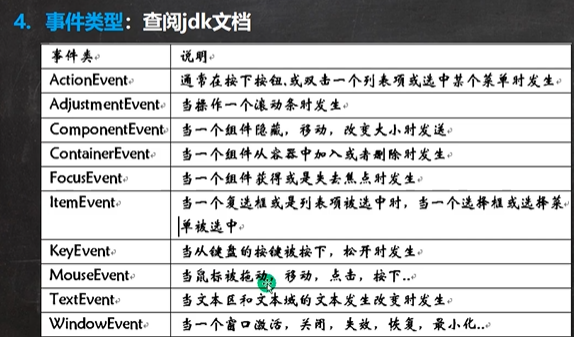 4. 事件类型：查阅jdk文档
事件类 说明
ActionEvent 通常在按下按钮,或双击一个列表项或选中某个菜单时发生
AdjustmentEvent 当操作一个滚动条时发生
ComponentEvent 当一个组件隐藏，移动，改变大小时发送
ContainerEvent 当一个组件从容器中加入或者删除时发生
FocusEvent 当一个组件获得或是失去焦点时发生
ItemEvent 当一个复选框或是列表项被选中时，当一个选择框或选择菜
单被选中
KeyEvent 当从键盘的按键被按下，松开时发生
MouseEvent 当鼠标被拖动，移动，点击，按下..
TextEvent 当文本区和文本域的文本发生改变时发生
WindowEvent 当一个窗口激活，关闭，失效，恢复，最小化..